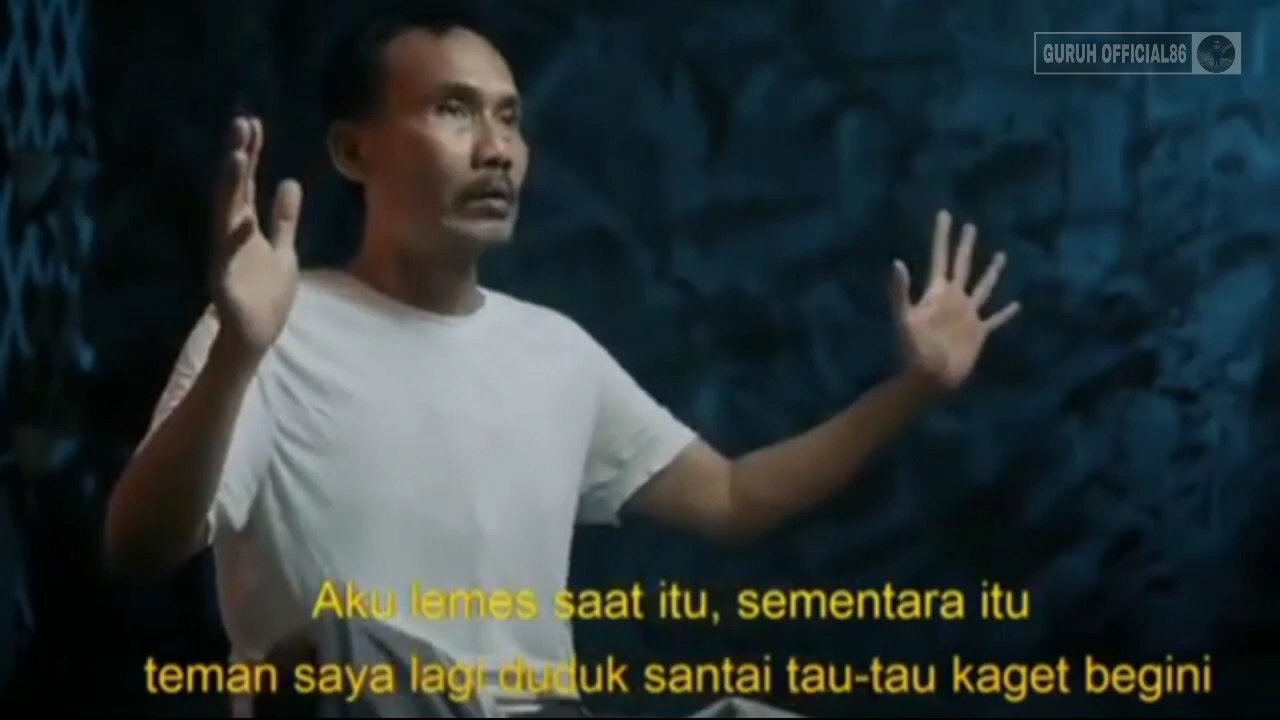 GURUH OFFICIAL86
Aku lemes saat itu, sementara itu
teman saya lagi duduk santai tau-tau kaget begini